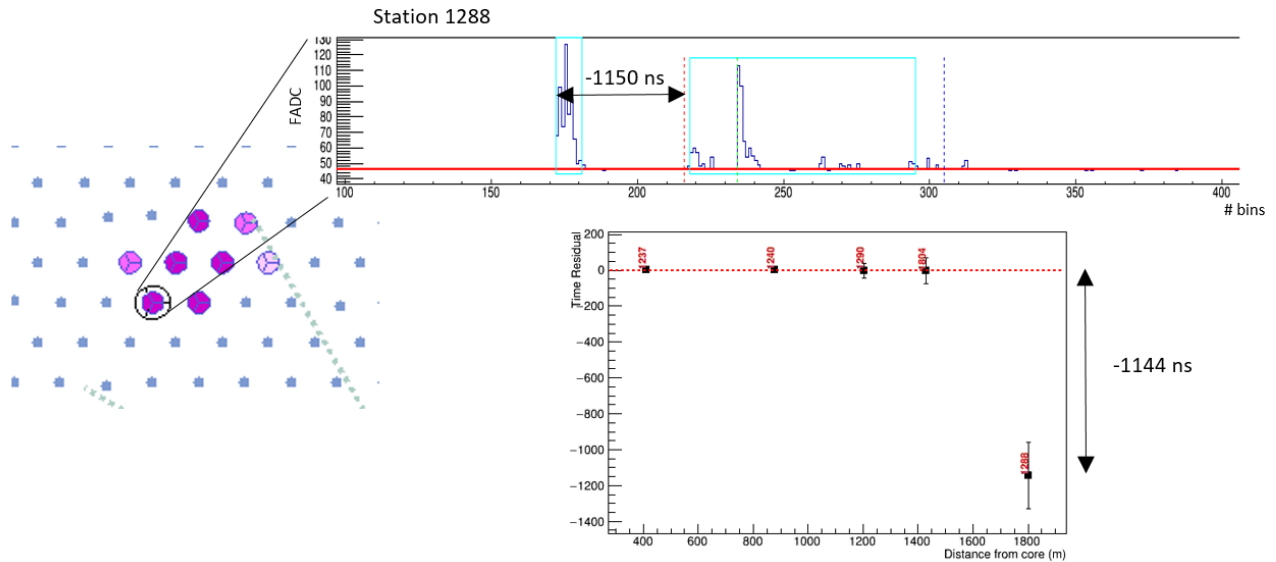 Station 1288
130
120
110
100
90
80
70
60
50
40
FADC
-1150 ns
100 150 200 250 300 350 400
# bins
200
0
−200
−400
−600
−800
−1000
−1200
−1400
Time Residual
1237 1240 1290 1804
1288
-1144 ns
400 600 800 1000 1200 1400 1600 1800
Distance from core (m)